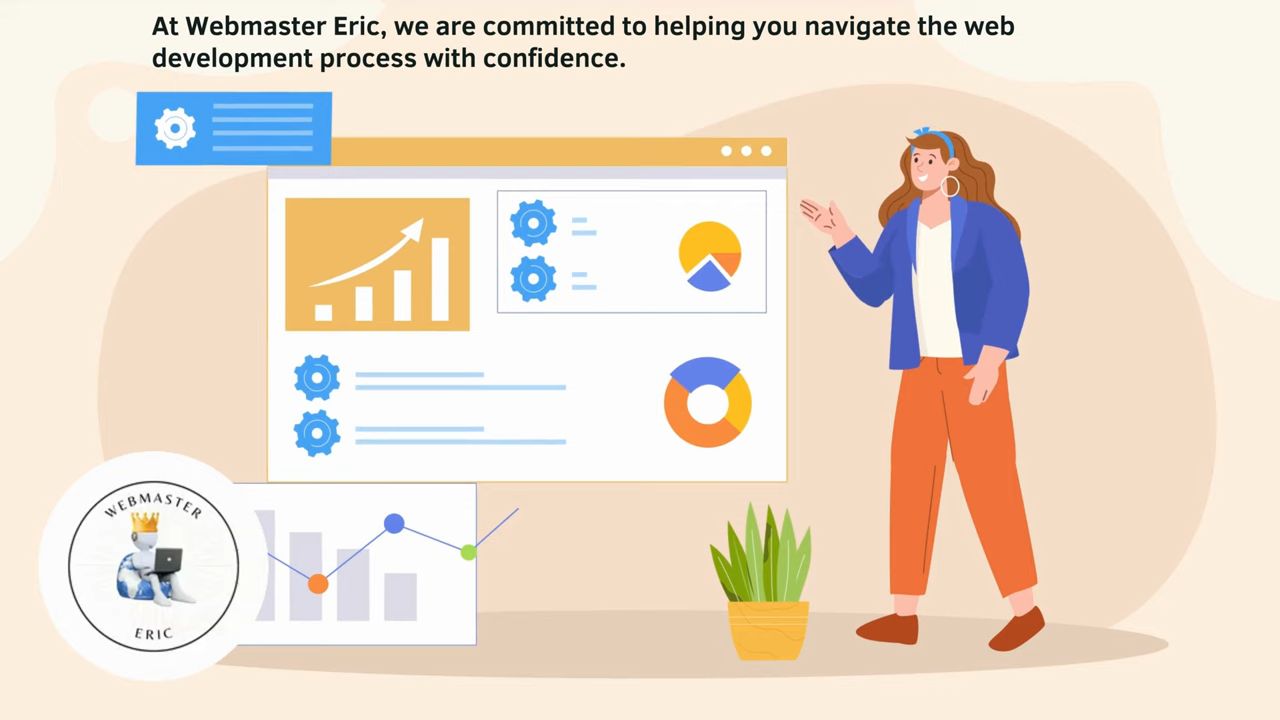 At Webmaster Eric, we are committed to helping you navigate the web
development process with confidence.
WEBMASTER
ERIC